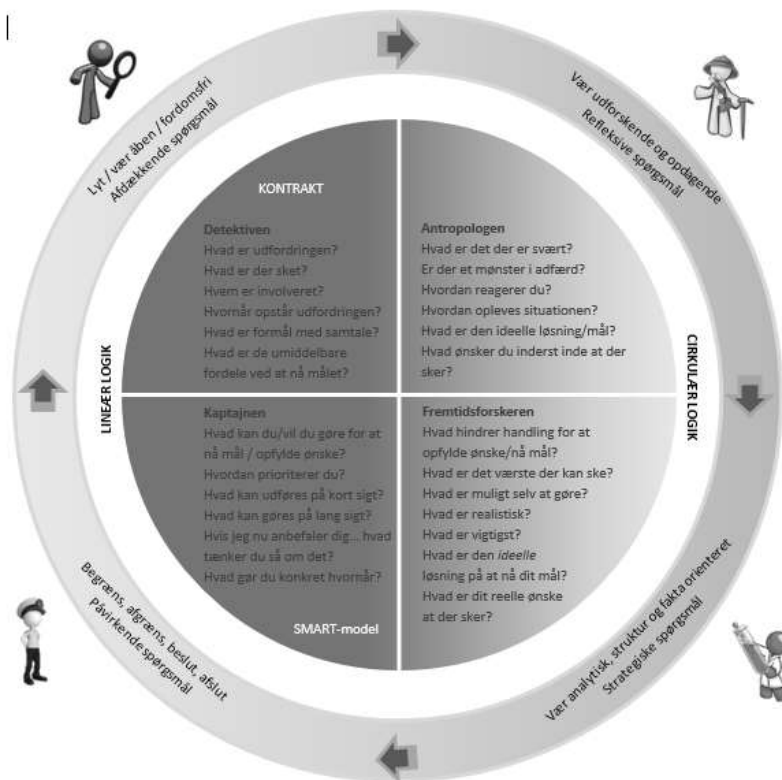 Lyt / vær åben / fordomsfri
Afdækkende spørgsmål
Vær udforskende og opdagende
Refleksive spørgsmål
KONTRAKT
Detektiven
Hvad er udfordringen?
Hvad er der sket?
Hvem er involveret?
Hvornår opstår udfordringen?
Hvad er formål med samtale?
Hvad er de umiddelbare
fordele ved at nå målet?
Antropologen
Hvad er det der er svært?
Er der et mønster i adfærd?
Hvordan reagerer du?
Hvordan opleves situationen?
Hvad er den ideelle løsning/mål?
Hvad ønsker du inderst inde at der
sker?
LINEÆR LOGIK
CIRKULÆR LOGIK
Kaptajnen
Hvad kan du/vil du gøre for at
nå mål / opfylde ønske?
Hvordan prioriterer du?
Hvad kan udføres på kort sigt?
Hvad kan gøres på lang sigt?
Hvis jeg nu anbefaler dig... hvad
tænker du så om det?
Hvad gør du konkret hvornår?
SMART-model
Fremtidsforskeren
Hvad hindrer handling for at
opfylde ønske/nå mål?
Hvad er det værste der kan ske?
Hvad er muligt selv at gøre?
Hvad er realistisk?
Hvad er vigtigst?
Hvad er den ideelle
løsning på at nå dit mål?
Hvad er dit reelle ønske
at der sker?
Begræns, afgræns, beslut, afslut
Påvirkende spørgsmål
Vær analytisk, struktur og fakta orienteret
Strategiske spørgsmål